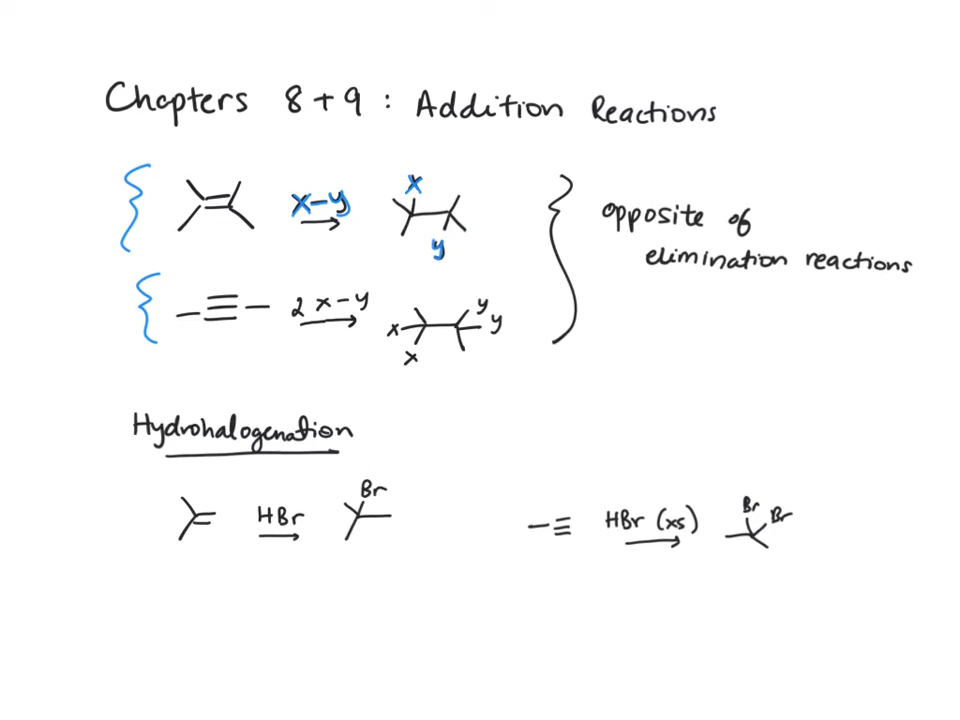 Chapters 8+9: Addition Reactions
x-y
x
y
opposite of
elimination reactions
2 x-y
x
x
y
y
Hydrohalogenation
HBr
Br
HBr (xs)
Br
Br